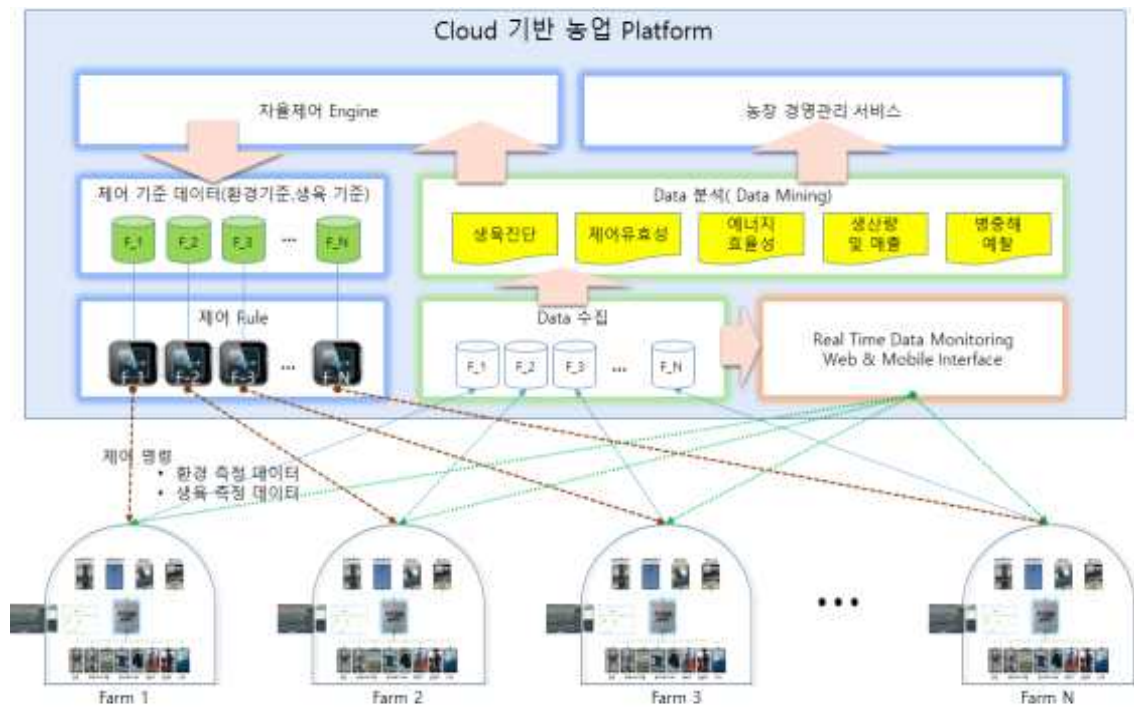 Cloud 기반 농업 Platform
자율제어 Engine
농장 경영관리 서비스
제어 기준 데이터(환경기준,생육 기준)
F_1
F_2
F_3
...
F_N
Data 분석( Data Mining)
생육진단
제어유효성
에너지
효율성
생산량
및 매출
병충해
예찰
제어 Rule
F_1
F_2
F_3
...
F_N
Data 수집
F_1
F_2
F_3
...
F_N
Real Time Data Monitoring
Web & Mobile Interface
제어 명령
• 환경 측정 데이터
• 생육 측정 데이터
...
Farm 1
Farm 2
Farm 3
Farm N